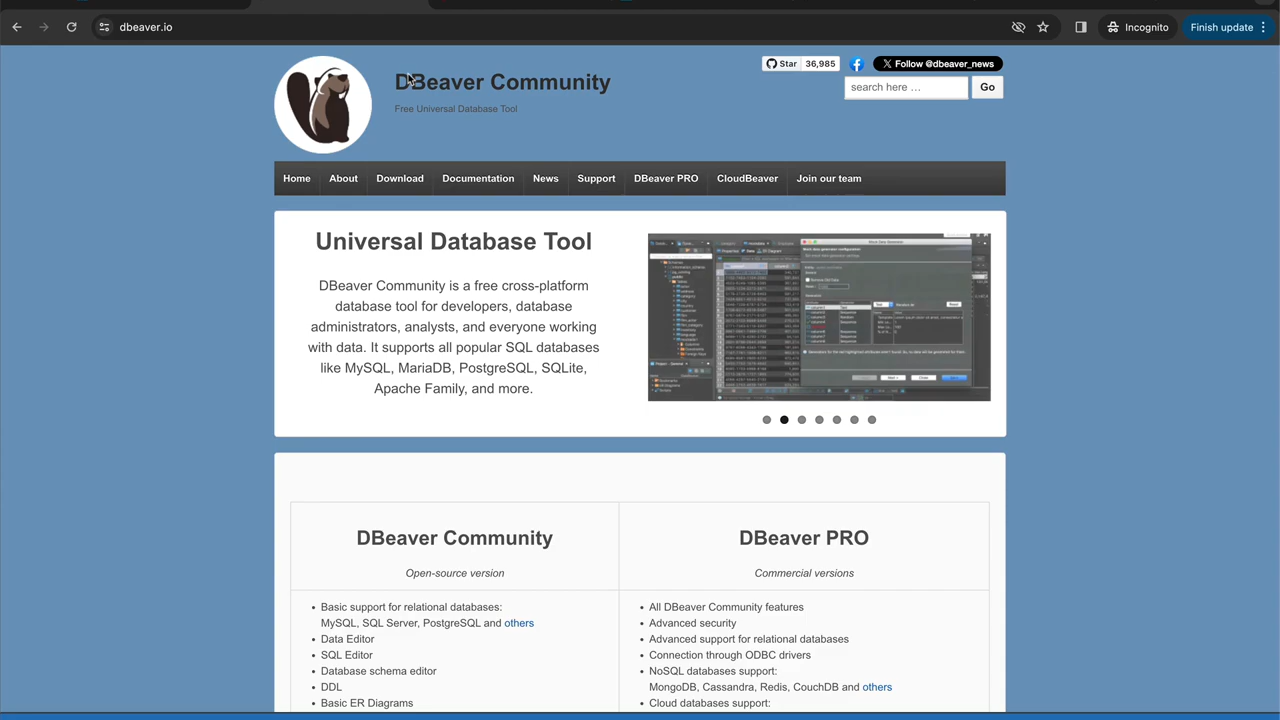 dbeaver.io
Incognito
Finish update
DBeaver Community
Free Universal Database Tool
Star 36,985
Follow @dbeaver_news
search here …
Go
Home
About
Download
Documentation
News
Support
DBeaver PRO
CloudBeaver
Join our team
Universal Database Tool
DBeaver Community is a free cross-platform
database tool for developers, database
administrators, analysts, and everyone working
with data. It supports all popular SQL databases
like MySQL, MariaDB, PostgreSQL, SQLite,
Apache Family, and more.
DBeaver Community
Open-source version
• Basic support for relational databases:
MySQL, SQL Server, PostgreSQL and others
• Data Editor
• SQL Editor
• Database schema editor
• DDL
• Basic ER Diagrams
DBeaver PRO
Commercial versions
• All DBeaver Community features
• Advanced security
• Advanced support for relational databases
• Connection through ODBC drivers
• NoSQL databases support:
MongoDB, Cassandra, Redis, CouchDB and others
• Cloud databases support: